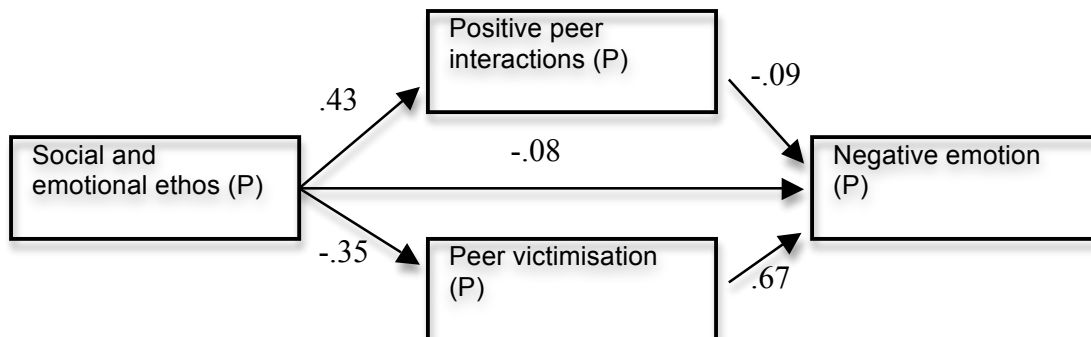 Positive peer
interactions (P)
-.09
.43
Social and
emotional ethos (P)
-.08
Negative emotion
(P)
-.35
Peer victimisation
(P)
.67